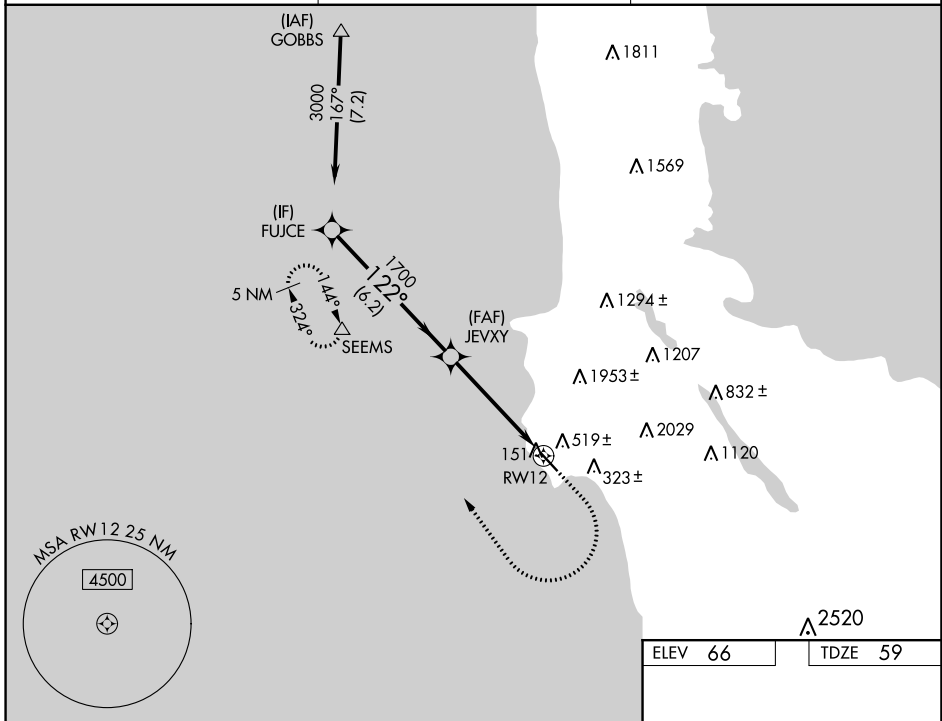 (IAF)
GOBBS
3000
167°
(7.2)
1811
1569
(IF)
FUJCE
1700
122°
(6.2)
5 NM
144°
324°
SEEMS
(FAF)
JEVXY
1294 ±
1207
1953 ±
832 ±
2029
519 ±
1120
151
323 ±
RW12
MSA RW12 25 NM
4500
2520
ELEV 66
TDZE 59